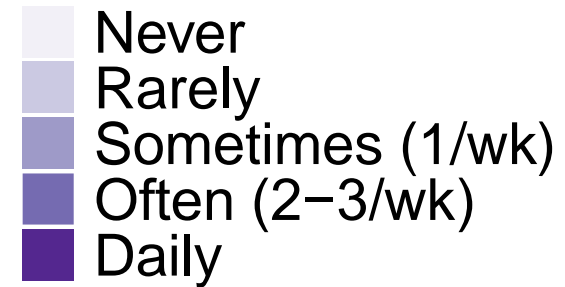 Never
Rarely
Sometimes (1/wk)
Often (2−3/wk)
Daily